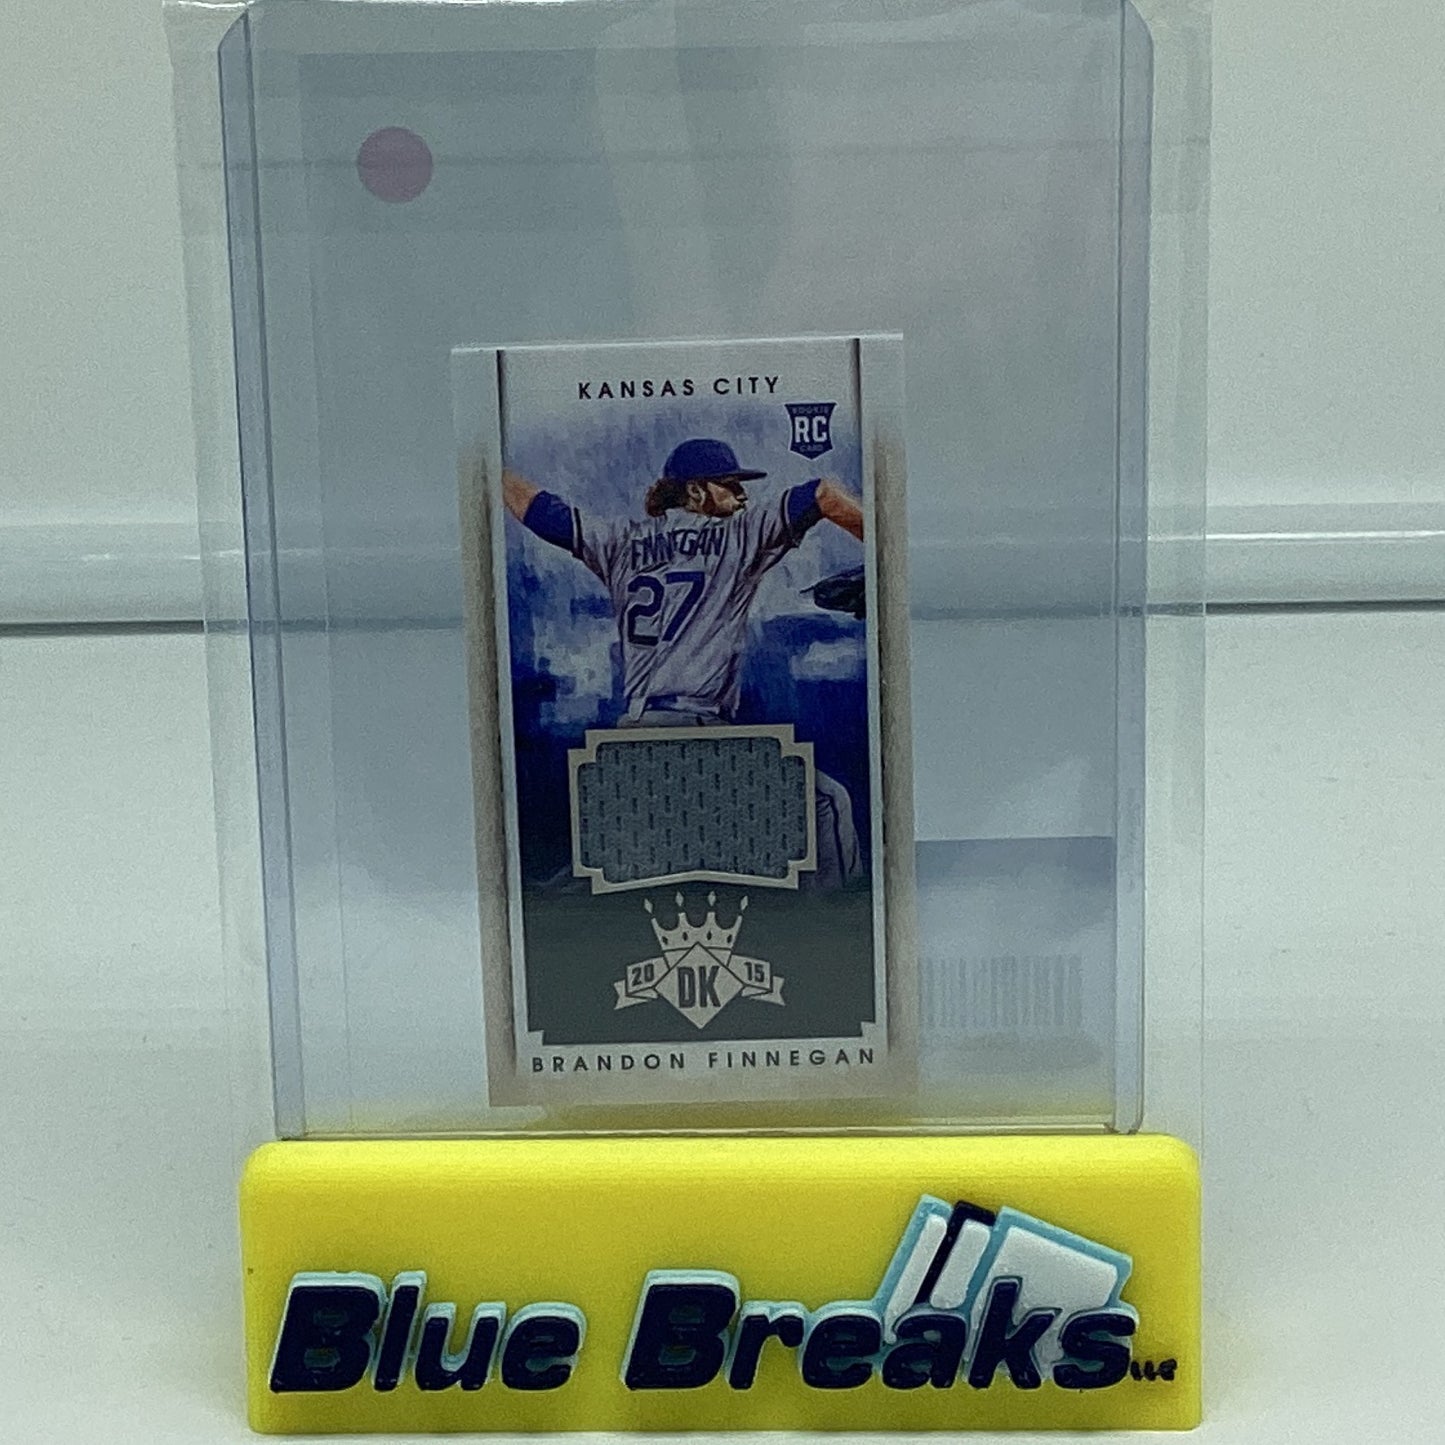 KANSAS CITY
ROOKIE
RC
CARD
FINNEGAN
27
20 DK 15
BRANDON FINNEGAN
Blue Breaks LLC